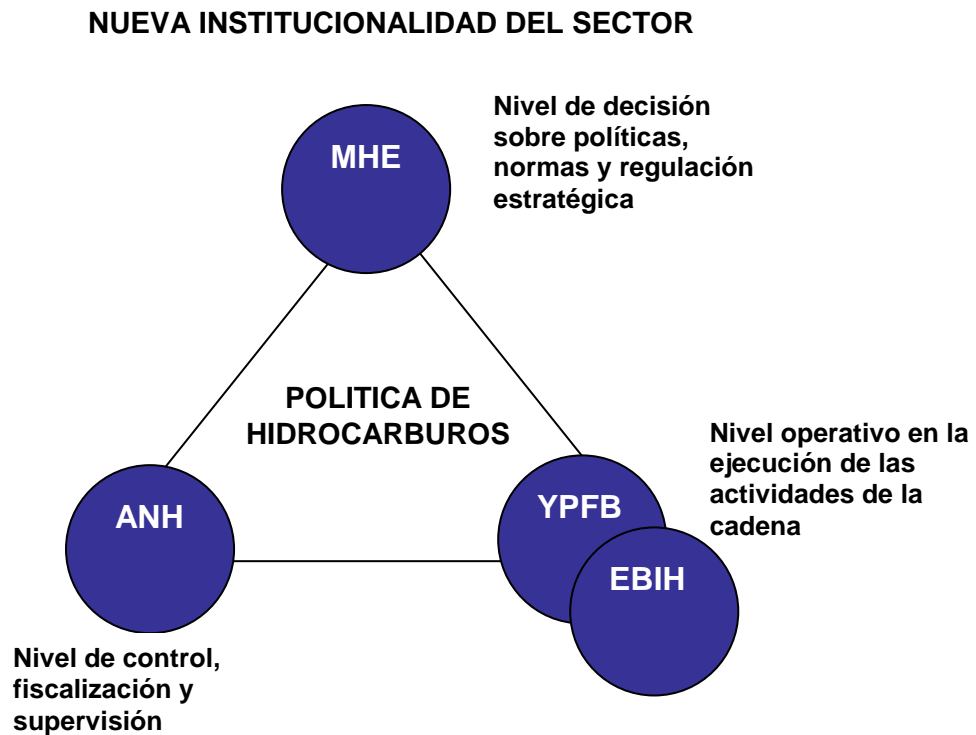 NUEVA INSTITUCIONALIDAD DEL SECTOR
MHE
Nivel de decisión
sobre políticas,
normas y regulación
estratégica
POLITICA DE
HIDROCARBUROS
ANH
YPFB
EBIH
Nivel operativo en la
ejecución de las
actividades de la
cadena
Nivel de control,
fiscalización y
supervisión